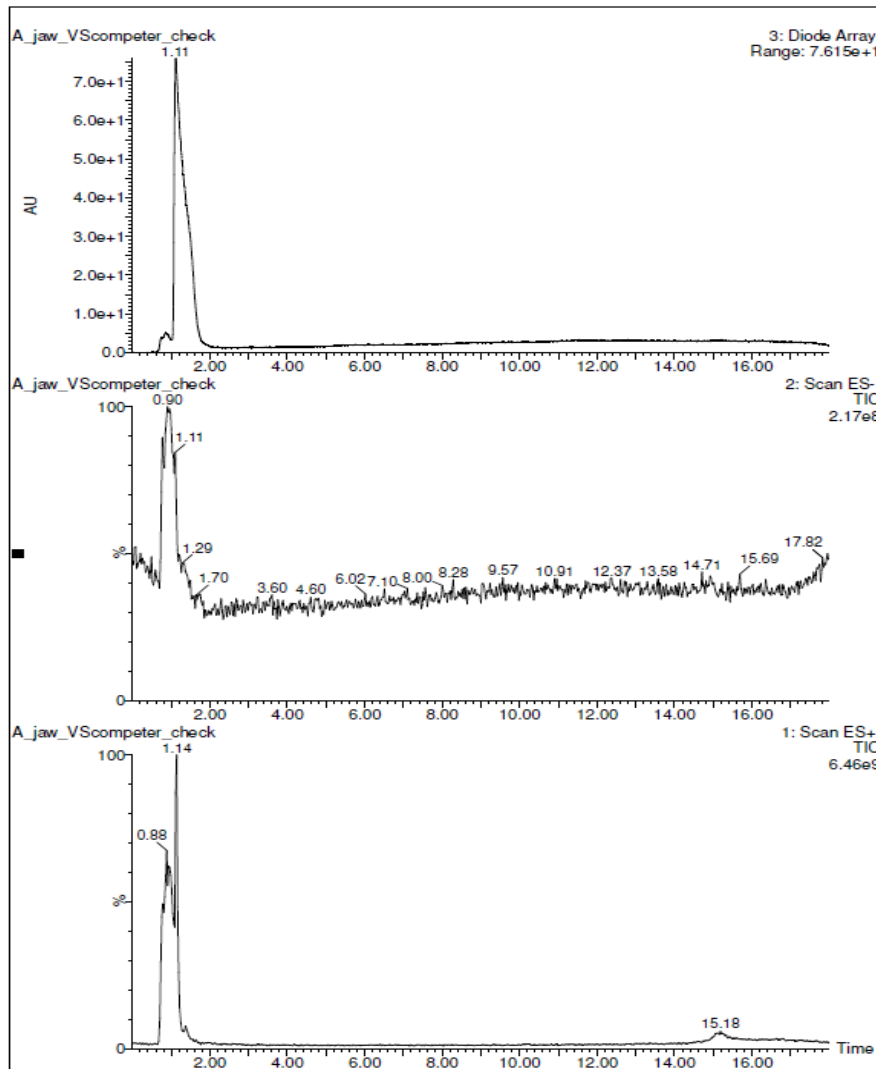 A_jaw_VScompeter_check
3: Diode Array
Range: 7.615e+1
1.11
7.0e+1
6.0e+1
5.0e+1
4.0e+1
3.0e+1
2.0e+1
1.0e+1
0.0
AU
2.00 4.00 6.00 8.00 10.00 12.00 14.00 16.00
A_jaw_VScompeter_check
2: Scan ES-
TIC
2.17e8
100
%
0
0.90
1.11
1.29
1.70
3.60
4.60
6.02
7.10
8.00
8.28
9.57
10.91
12.37
13.58
14.71
15.69
17.82
2.00 4.00 6.00 8.00 10.00 12.00 14.00 16.00
A_jaw_VScompeter_check
1: Scan ES+
TIC
6.46e9
100
%
0
0.88
1.14
15.18
2.00 4.00 6.00 8.00 10.00 12.00 14.00 16.00
Time